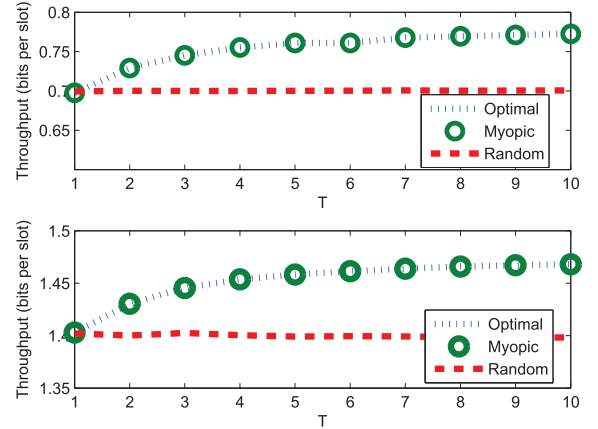 Throughput (bits per slot)
0.8
0.75
0.7
0.65
1 2 3 4 5 6 7 8 9 10
T
Optimal
Myopic
Random
Throughput (bits per slot)
1.5
1.45
1.4
1.35
1 2 3 4 5 6 7 8 9 10
T
Optimal
Myopic
Random